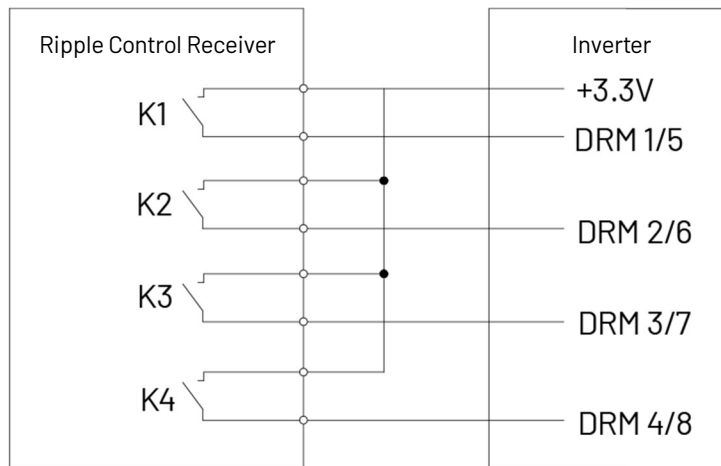 Ripple Control Receiver
Inverter
+3.3V
K1
DRM 1/5
K2
DRM 2/6
K3
DRM 3/7
K4
DRM 4/8